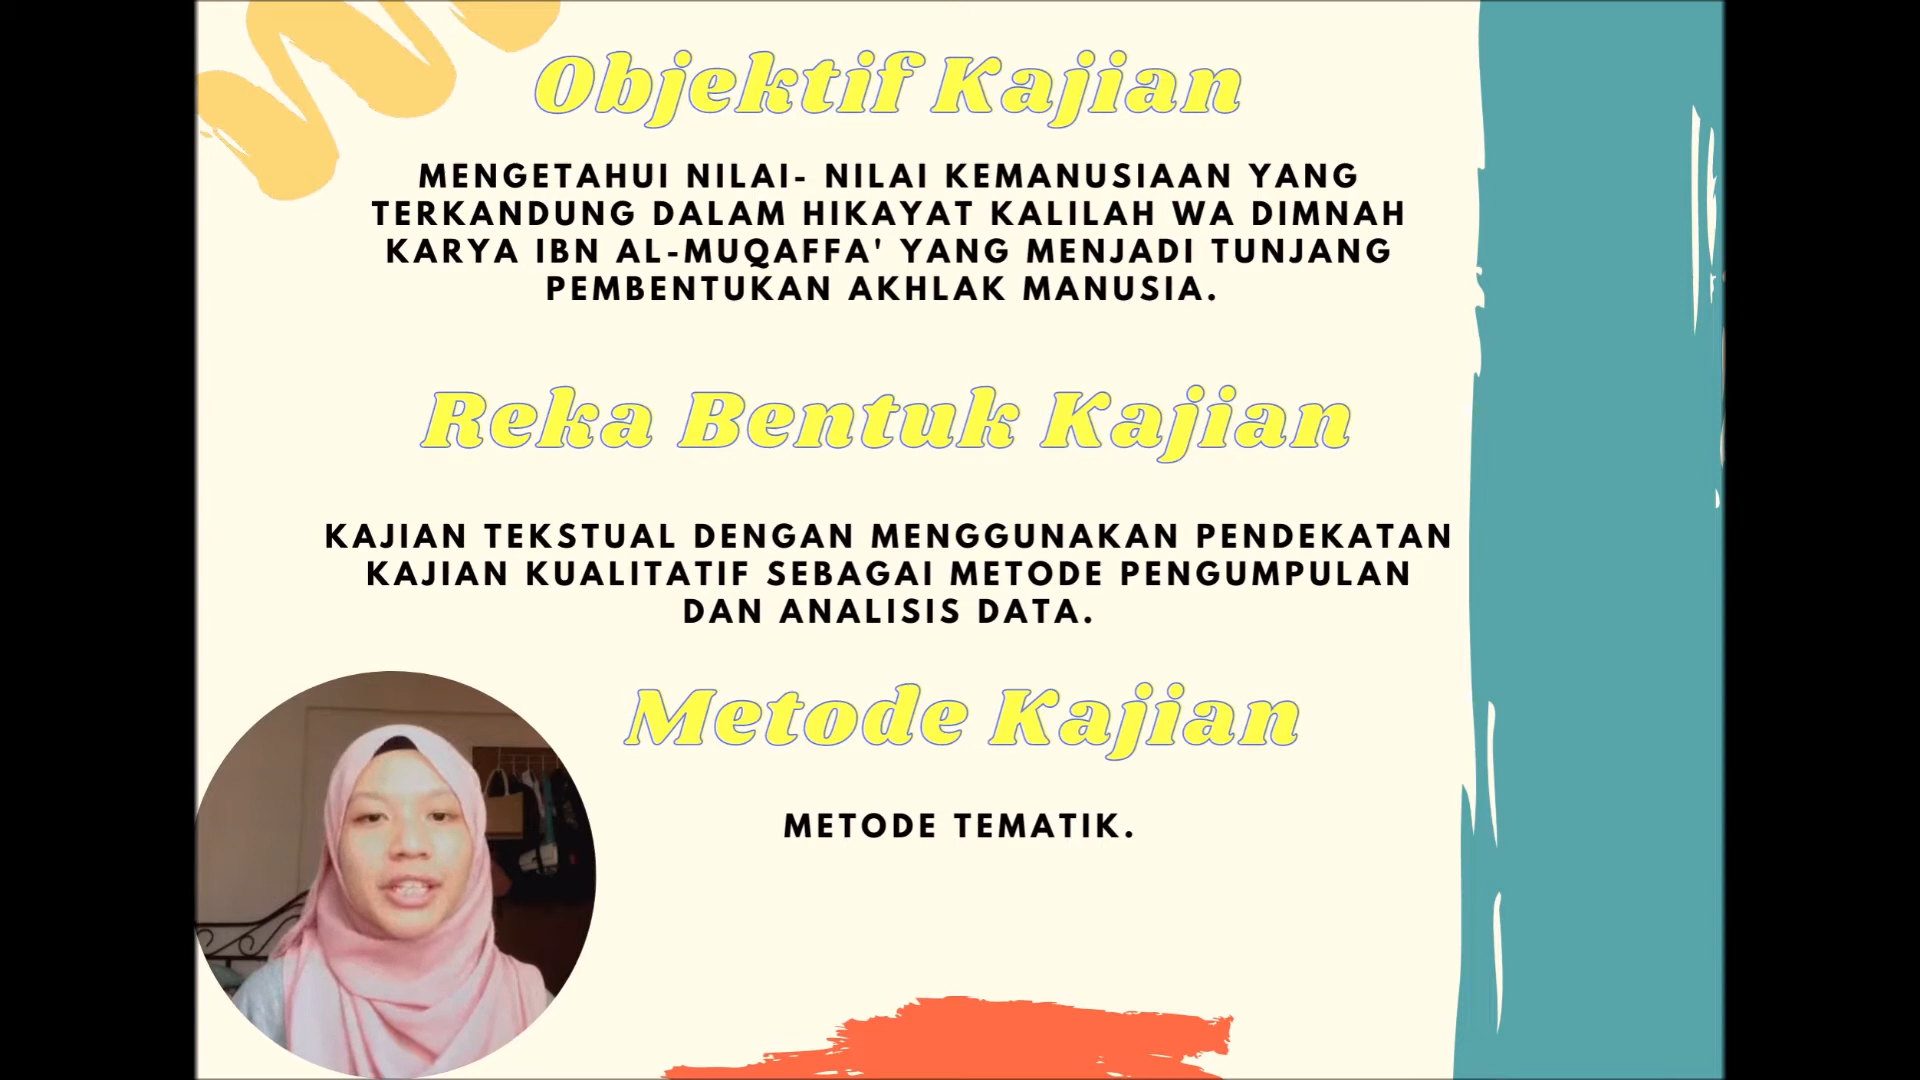 Objektif Kajian
MENGETAHUI NILAI- NILAI KEMANUSIAAN YANG
TERKANDUNG DALAM HIKAYAT KALILAH WA DIMNAH
KARYA IBN AL-MUQAFFA' YANG MENJADI TUNJANG
PEMBENTUKAN AKHLAK MANUSIA.
Reka Bentuk Kajian
KAJIAN TEKSTUAL DENGAN MENGGUNAKAN PENDEKATAN
KAJIAN KUALITATIF SEBAGAI METODE PENGUMPULAN
DAN ANALISIS DATA.
Metode Kajian
METODE TEMATIK.